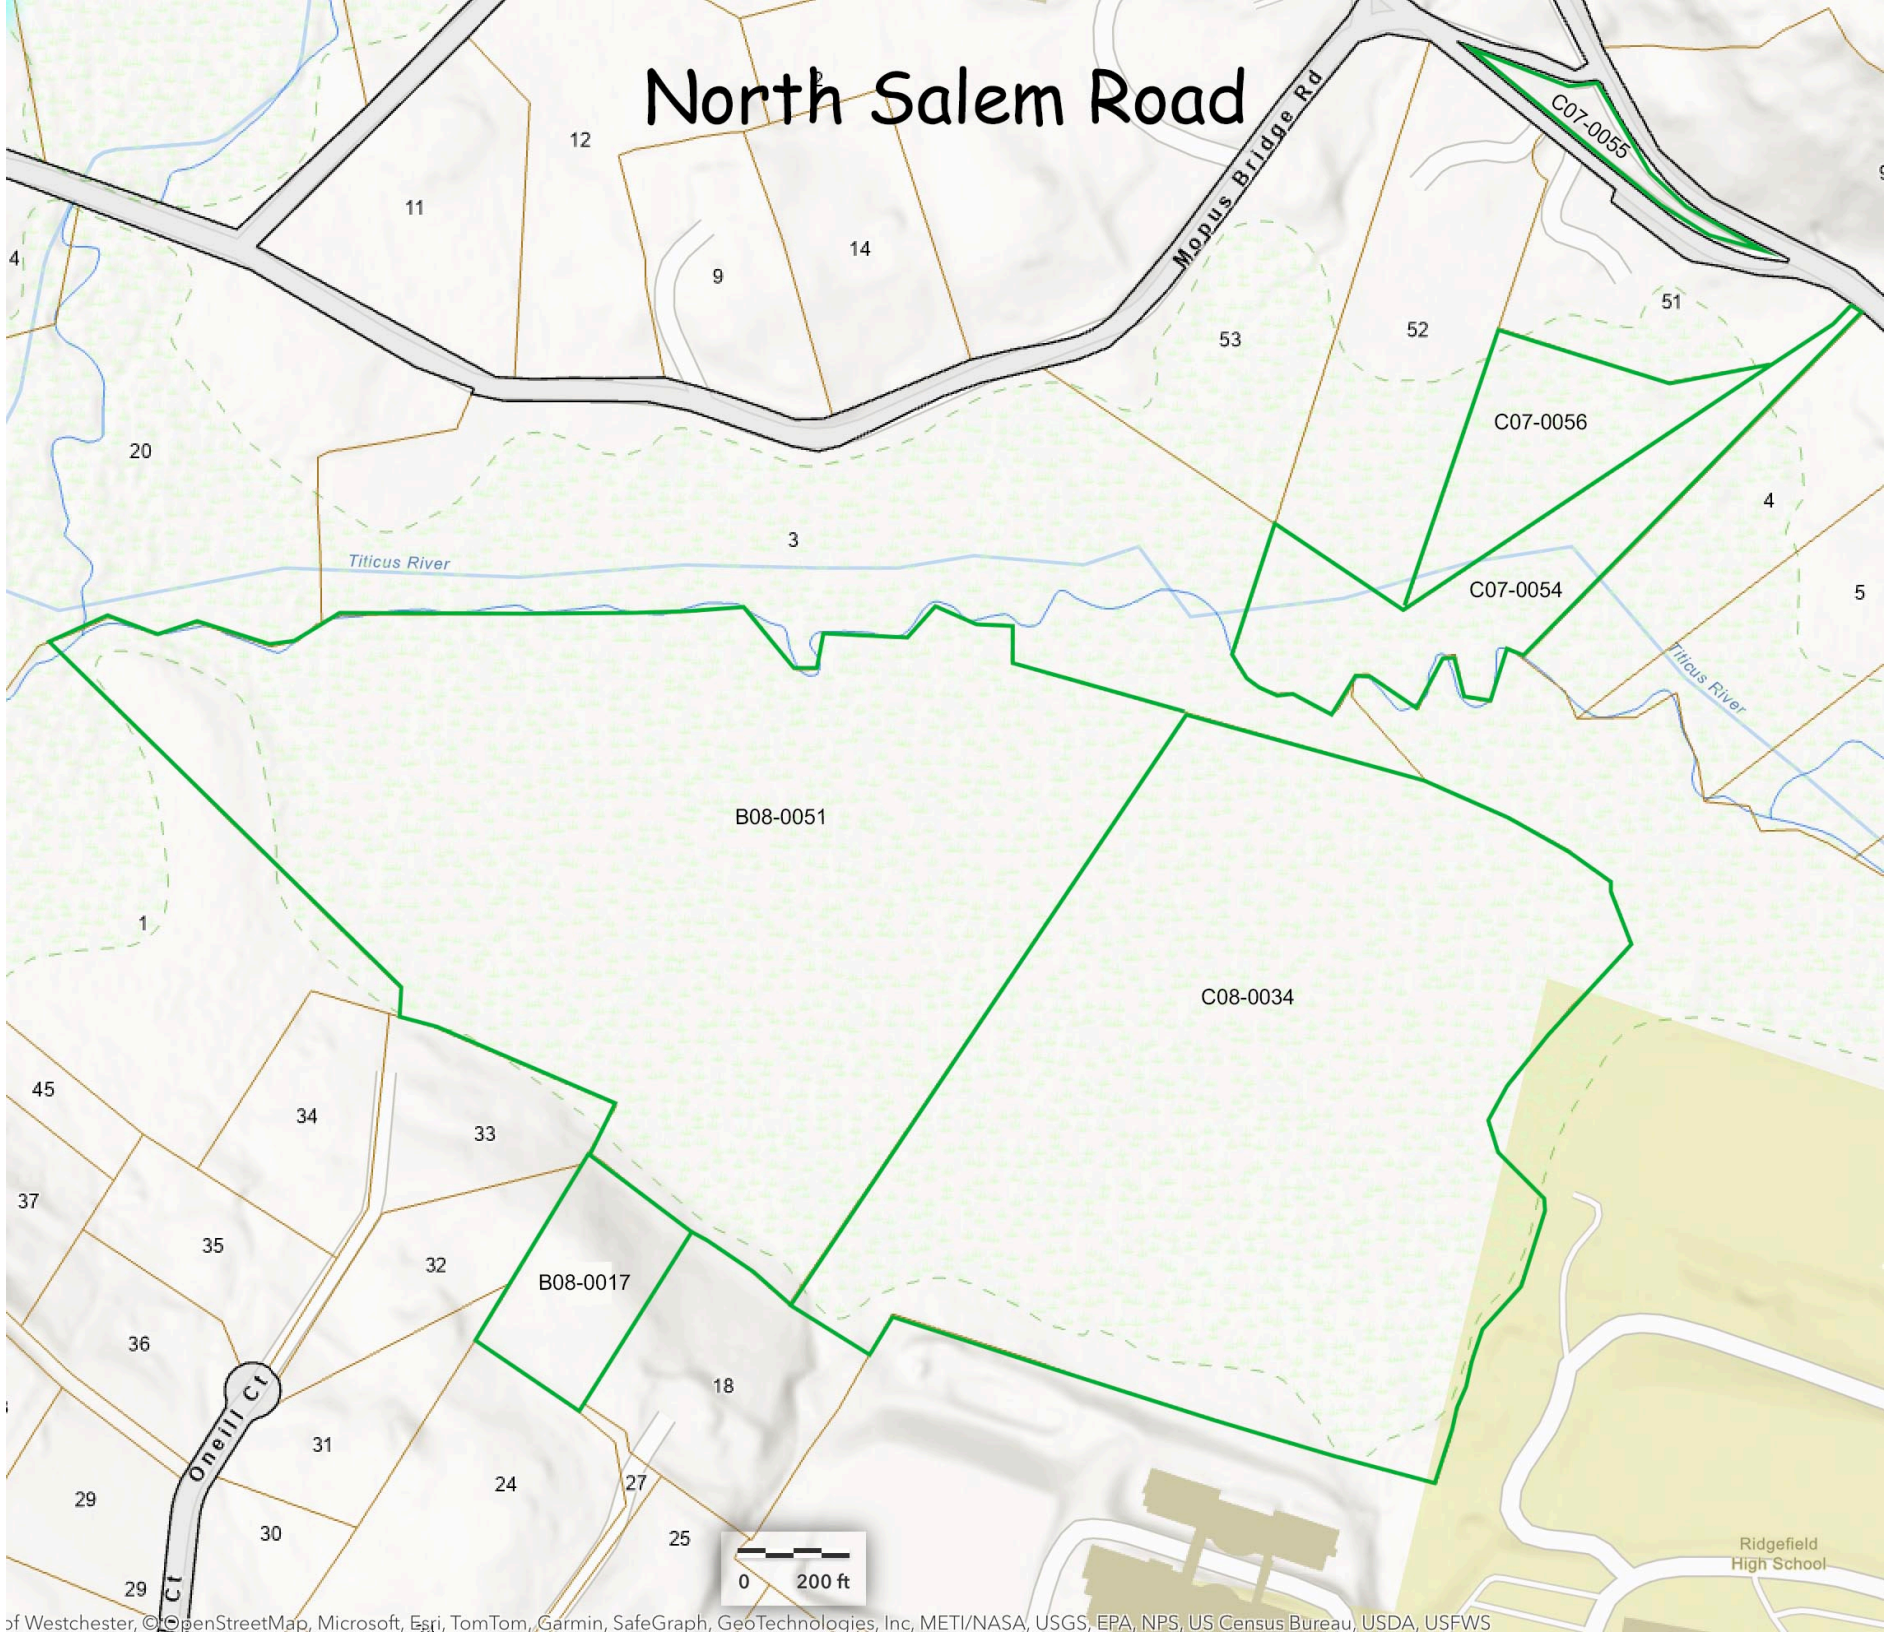 North Salem Road
2
12
11
9
14
Mopus Bridge Rd
C07-0055
9
4
53
52
51
C07-0056
20
3
4
Titicus River
C07-0054
5
Titicus River
B08-0051
1
C08-0034
45
34
33
37
35
32
B08-0017
36
18
Oneill Ct
31
24
27
29
30
25
0 200 ft
Ridgefield
High School
29
Ct
of Westchester, © OpenStreetMap, Microsoft, Esri, TomTom, Garmin, SafeGraph, GeoTechnologies, Inc, METI/NASA, USGS, EPA, NPS, US Census Bureau, USDA, USFWS